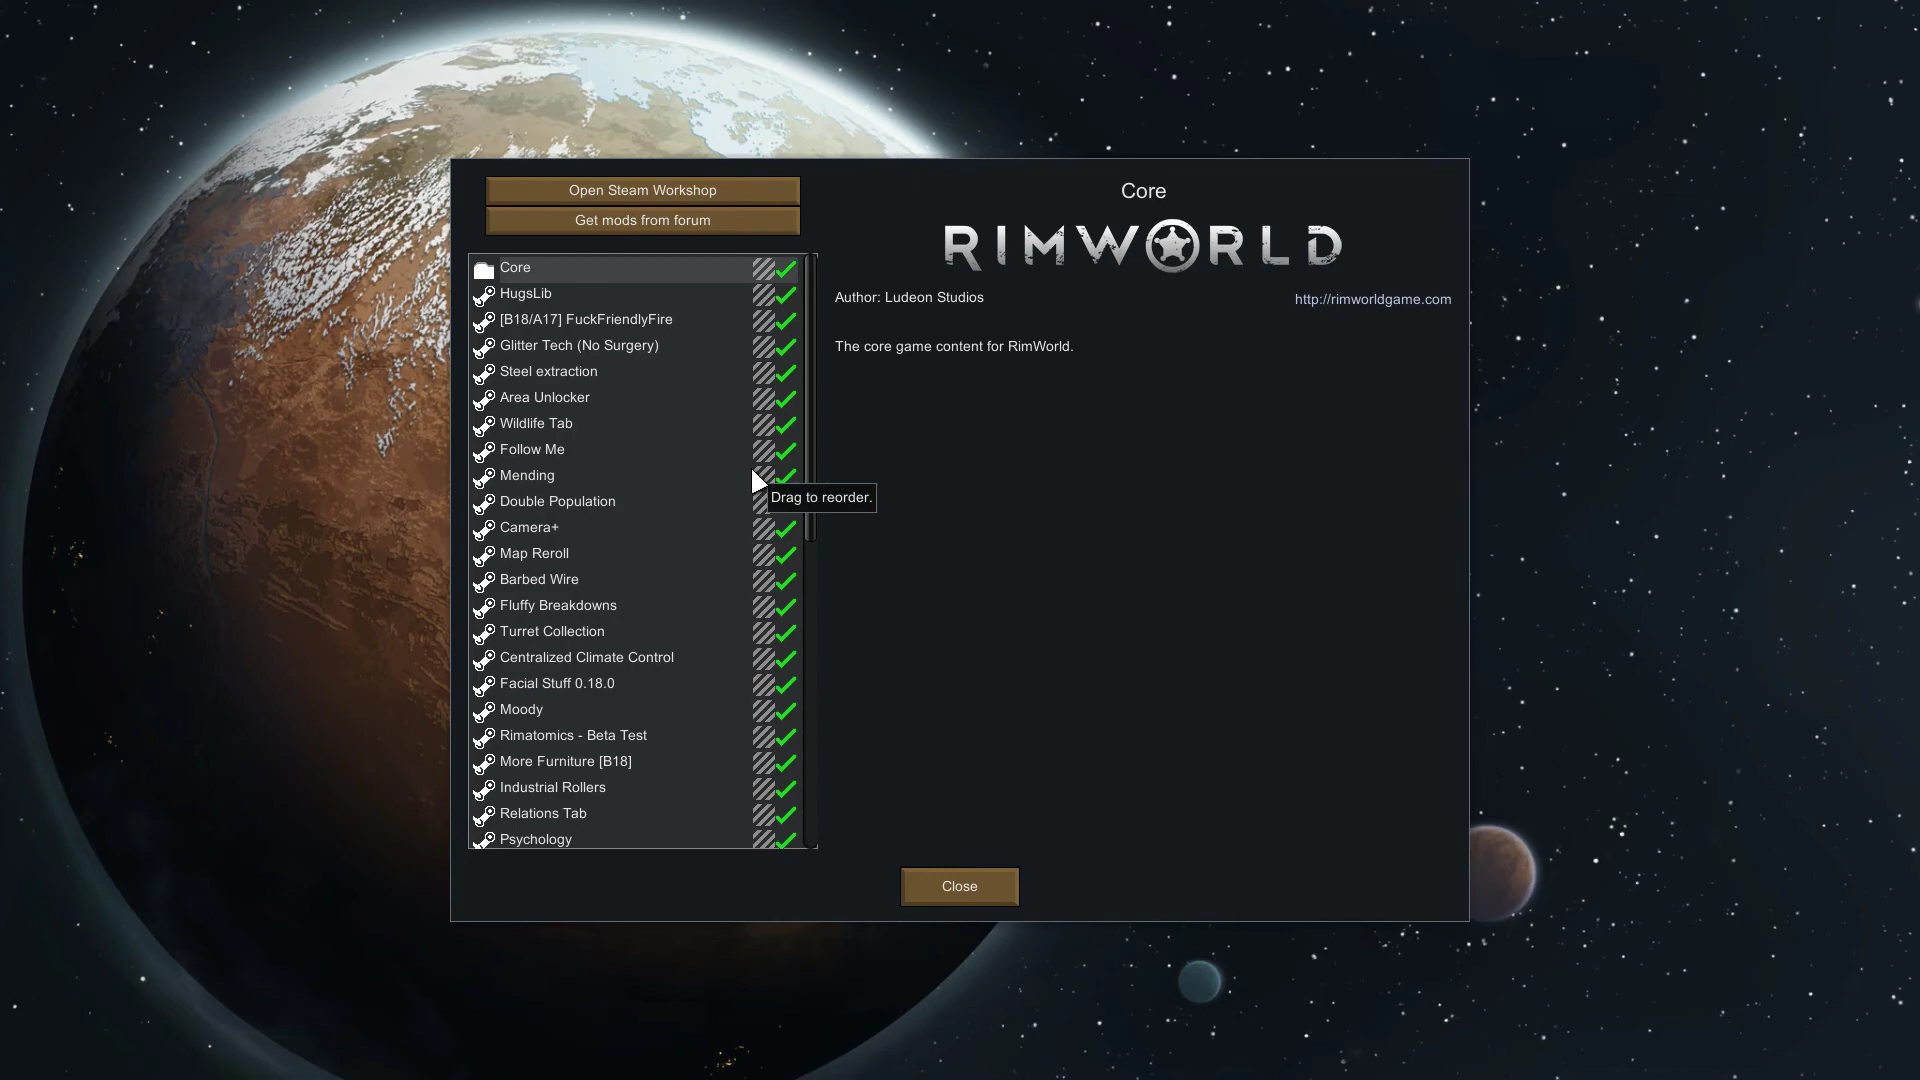 Open Steam Workshop
Get mods from forum
Core
HugsLib
[B18/A17] FuckFriendlyFire
Glitter Tech (No Surgery)
Steel extraction
Area Unlocker
Wildlife Tab
Follow Me
Mending
Double Population
Camera+
Map Reroll
Barbed Wire
Fluffy Breakdowns
Turret Collection
Centralized Climate Control
Facial Stuff 0.18.0
Moody
Rimatomics - Beta Test
More Furniture [B18]
Industrial Rollers
Relations Tab
Psychology
Drag to reorder.
Core
RIMWORLD
Author: Ludeon Studios
http://rimworldgame.com
The core game content for RimWorld.
Close